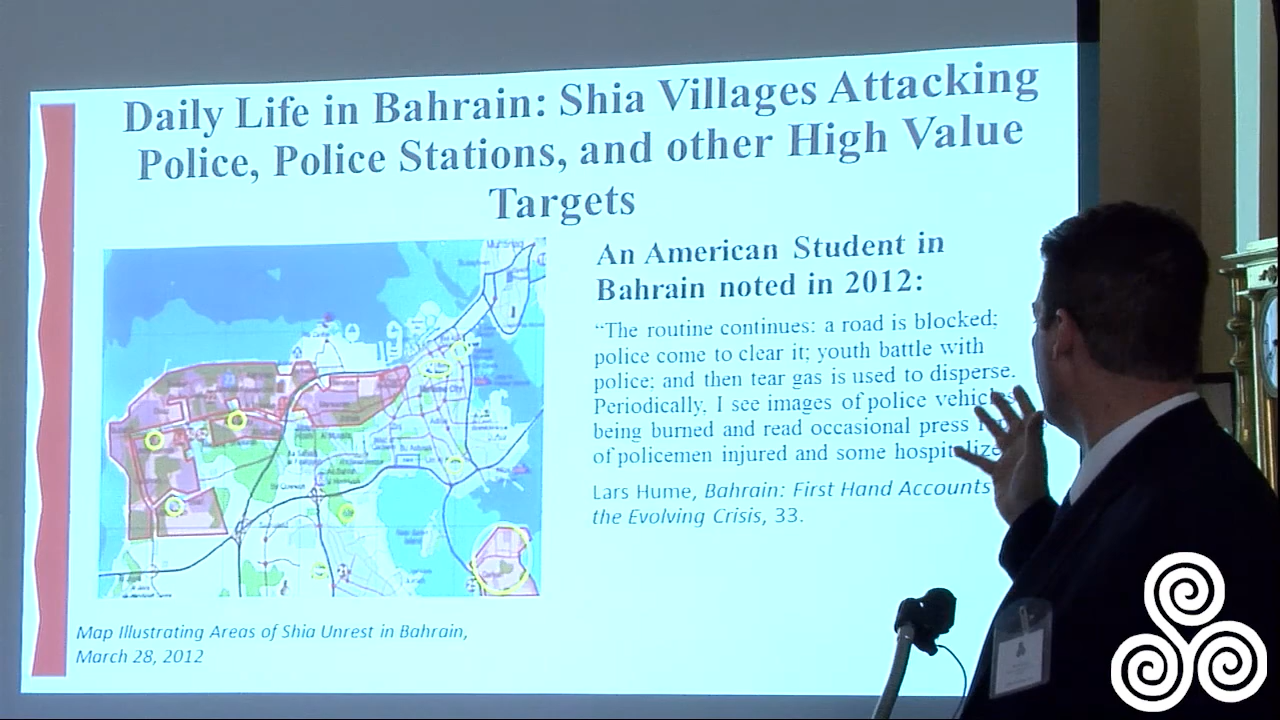 Daily Life in Bahrain: Shia Villages Attacking
Police, Police Stations, and other High Value
Targets
An American Student in
Bahrain noted in 2012:
“The routine continues: a road is blocked;
police come to clear it; youth battle with
police; and then tear gas is used to disperse.
Periodically, I see images of police vehicles
being burned and read occasional press
of policemen injured and some hospitalize
Lars Hume, Bahrain: First Hand Accounts
the Evolving Crisis, 33.
Map Illustrating Areas of Shia Unrest in Bahrain,
March 28, 2012